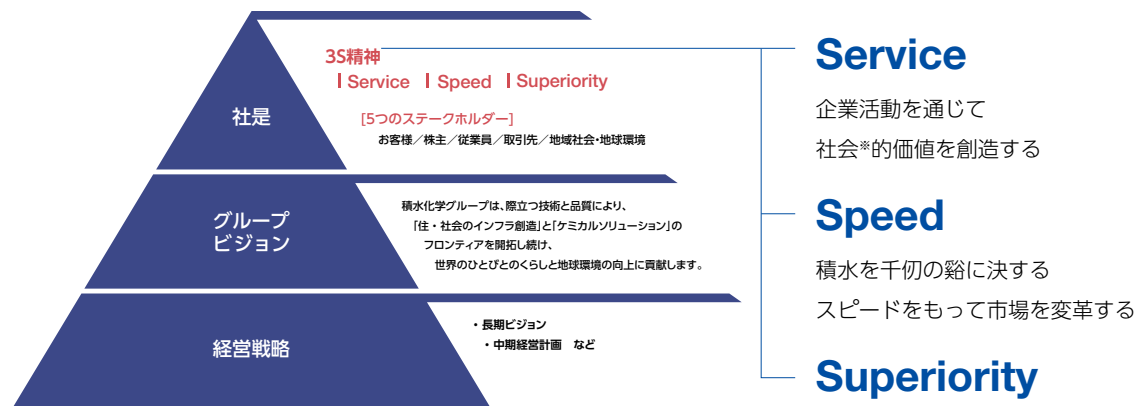 社是
3S精神
Service Speed Superiority
[5つのステークホルダー]
お客様／株主／従業員／取引先／地域社会・地球環境
グループ
ビジョン
積水化学グループは、際立つ技術と品質により、
「住・社会のインフラ創造」と「ケミカルソリューション」の
フロンティアを開拓し続け、
世界のひとびとのくらしと地球環境の向上に貢献します。
経営戦略
・長期ビジョン
・中期経営計画 など
Service
企業活動を通じて
社会※的価値を創造する
Speed
積水を千仞の谿に決する
スピードをもって市場を変革する
Superiority